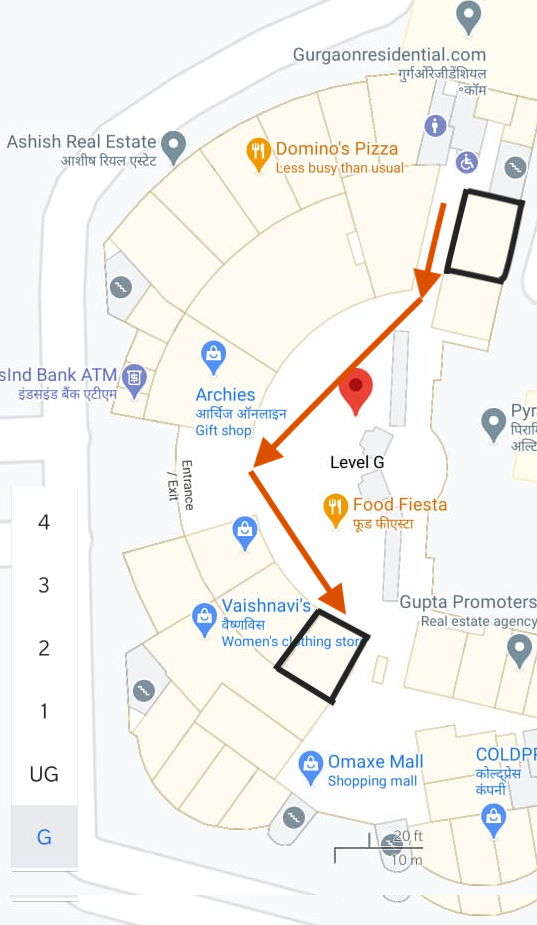 Gurgaonresidential.com
गुर्गओंरेजीडेंशियल
॰कॉम
Ashish Real Estate
आशीष रियल एस्टेट
Domino's Pizza
Less busy than usual
sInd Bank ATM
इंडसइंड बैंक एटीएम
Archies
आर्चिज ऑनलाइन
Gift shop
Pyr
पिरामि
अल्टि
Entrance
/ Exit
Level G
Food Fiesta
फूड फीएस्टा
4
3
2
1
UG
G
Vaishnavi's
वैष्णविस
Women's clothing stor
Gupta Promoters
Real estate agency
Omaxe Mall
Shopping mall
COLDPR
कोल्द्प्रेस
कंपनी
20 ft
10 m